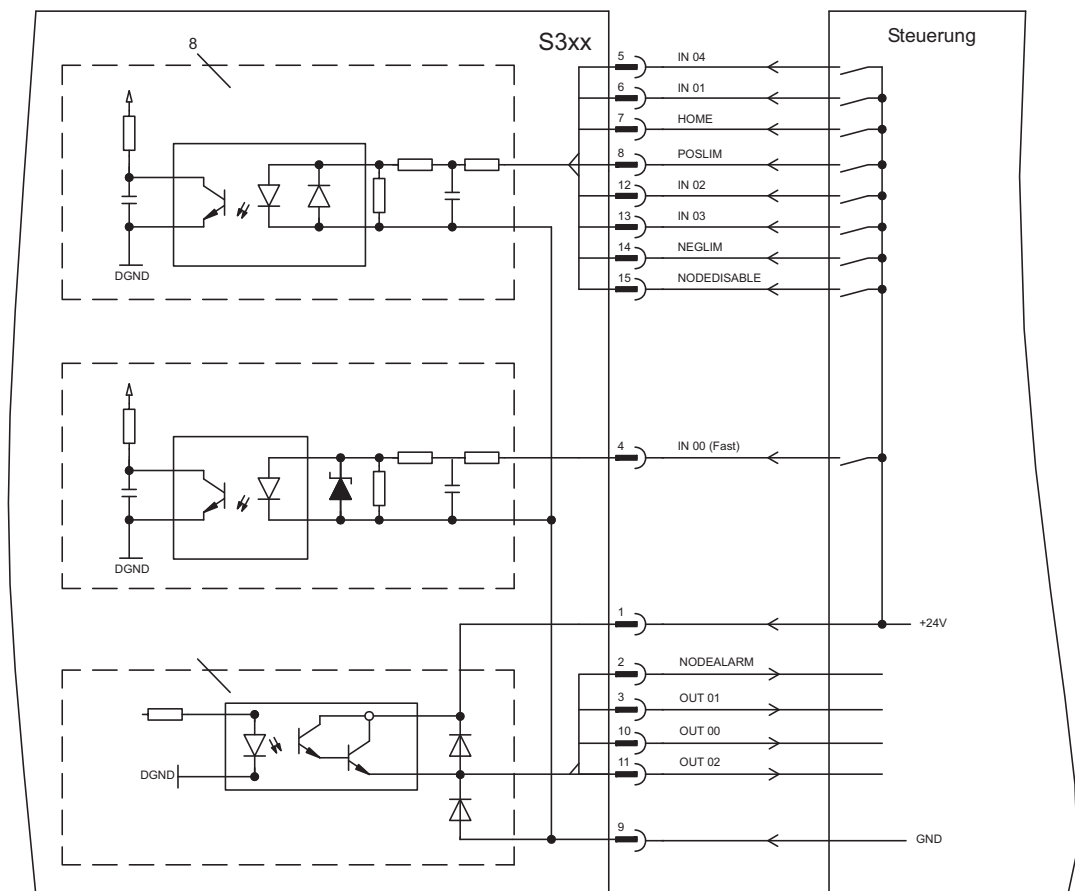 S3xx
Steuerung
8
5 IN 04
6 IN 01
7 HOME
8 POSLIM
12 IN 02
13 IN 03
14 NEGLIM
15 NODEDISABLE
DGND
4 IN 00 (Fast)
DGND
1 +24V
2 NODEALARM
3 OUT 01
10 OUT 00
11 OUT 02
DGND
9 GND